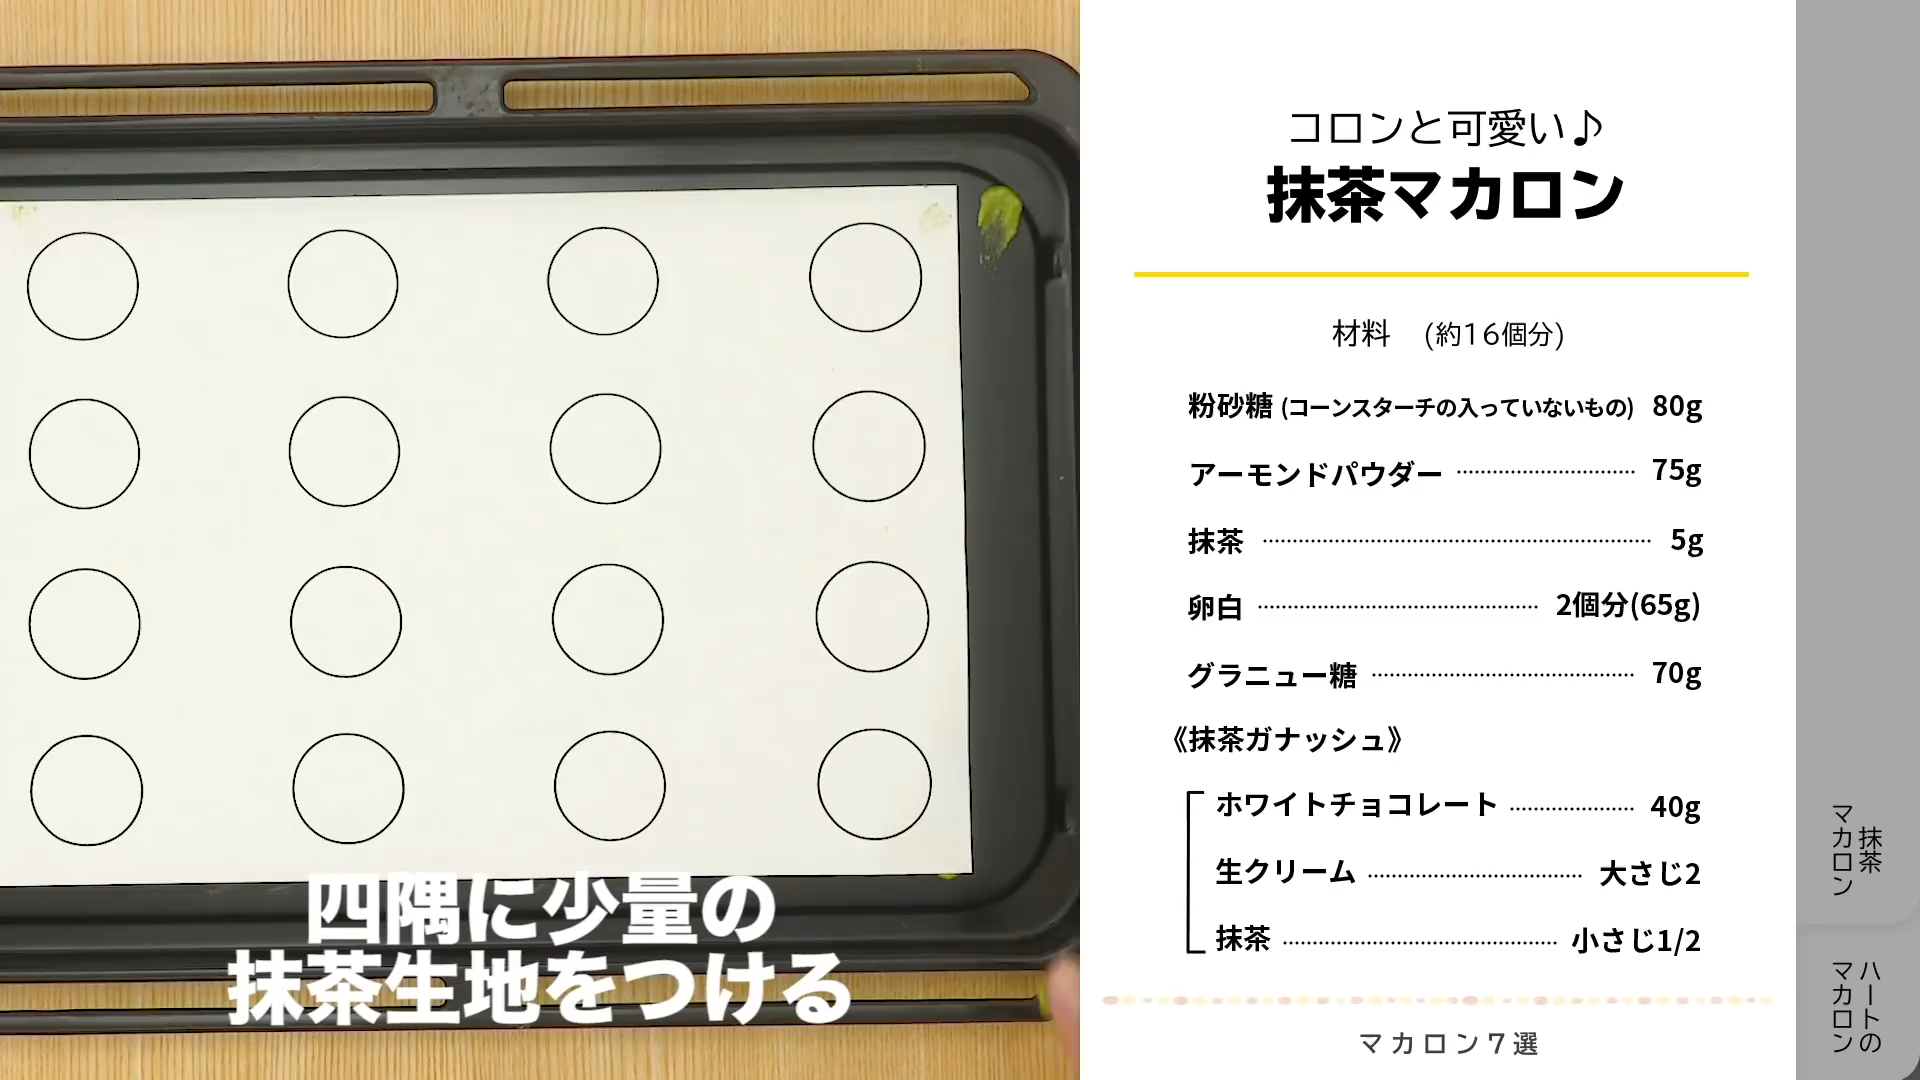 四隅に少量の
抹茶生地をつける
コロンと可愛い♪
抹茶マカロン
材料 (約16個分)
粉砂糖 (コーンスターチの入っていないもの) 80g
アーモンドパウダー 75g
抹茶 5g
卵白 2個分(65g)
グラニュー糖 70g
《抹茶ガナッシュ》
ホワイトチョコレート 40g
生クリーム 大さじ2
抹茶 小さじ1/2
マカロン7選
抹茶
マカロン
ハートの
マカロン